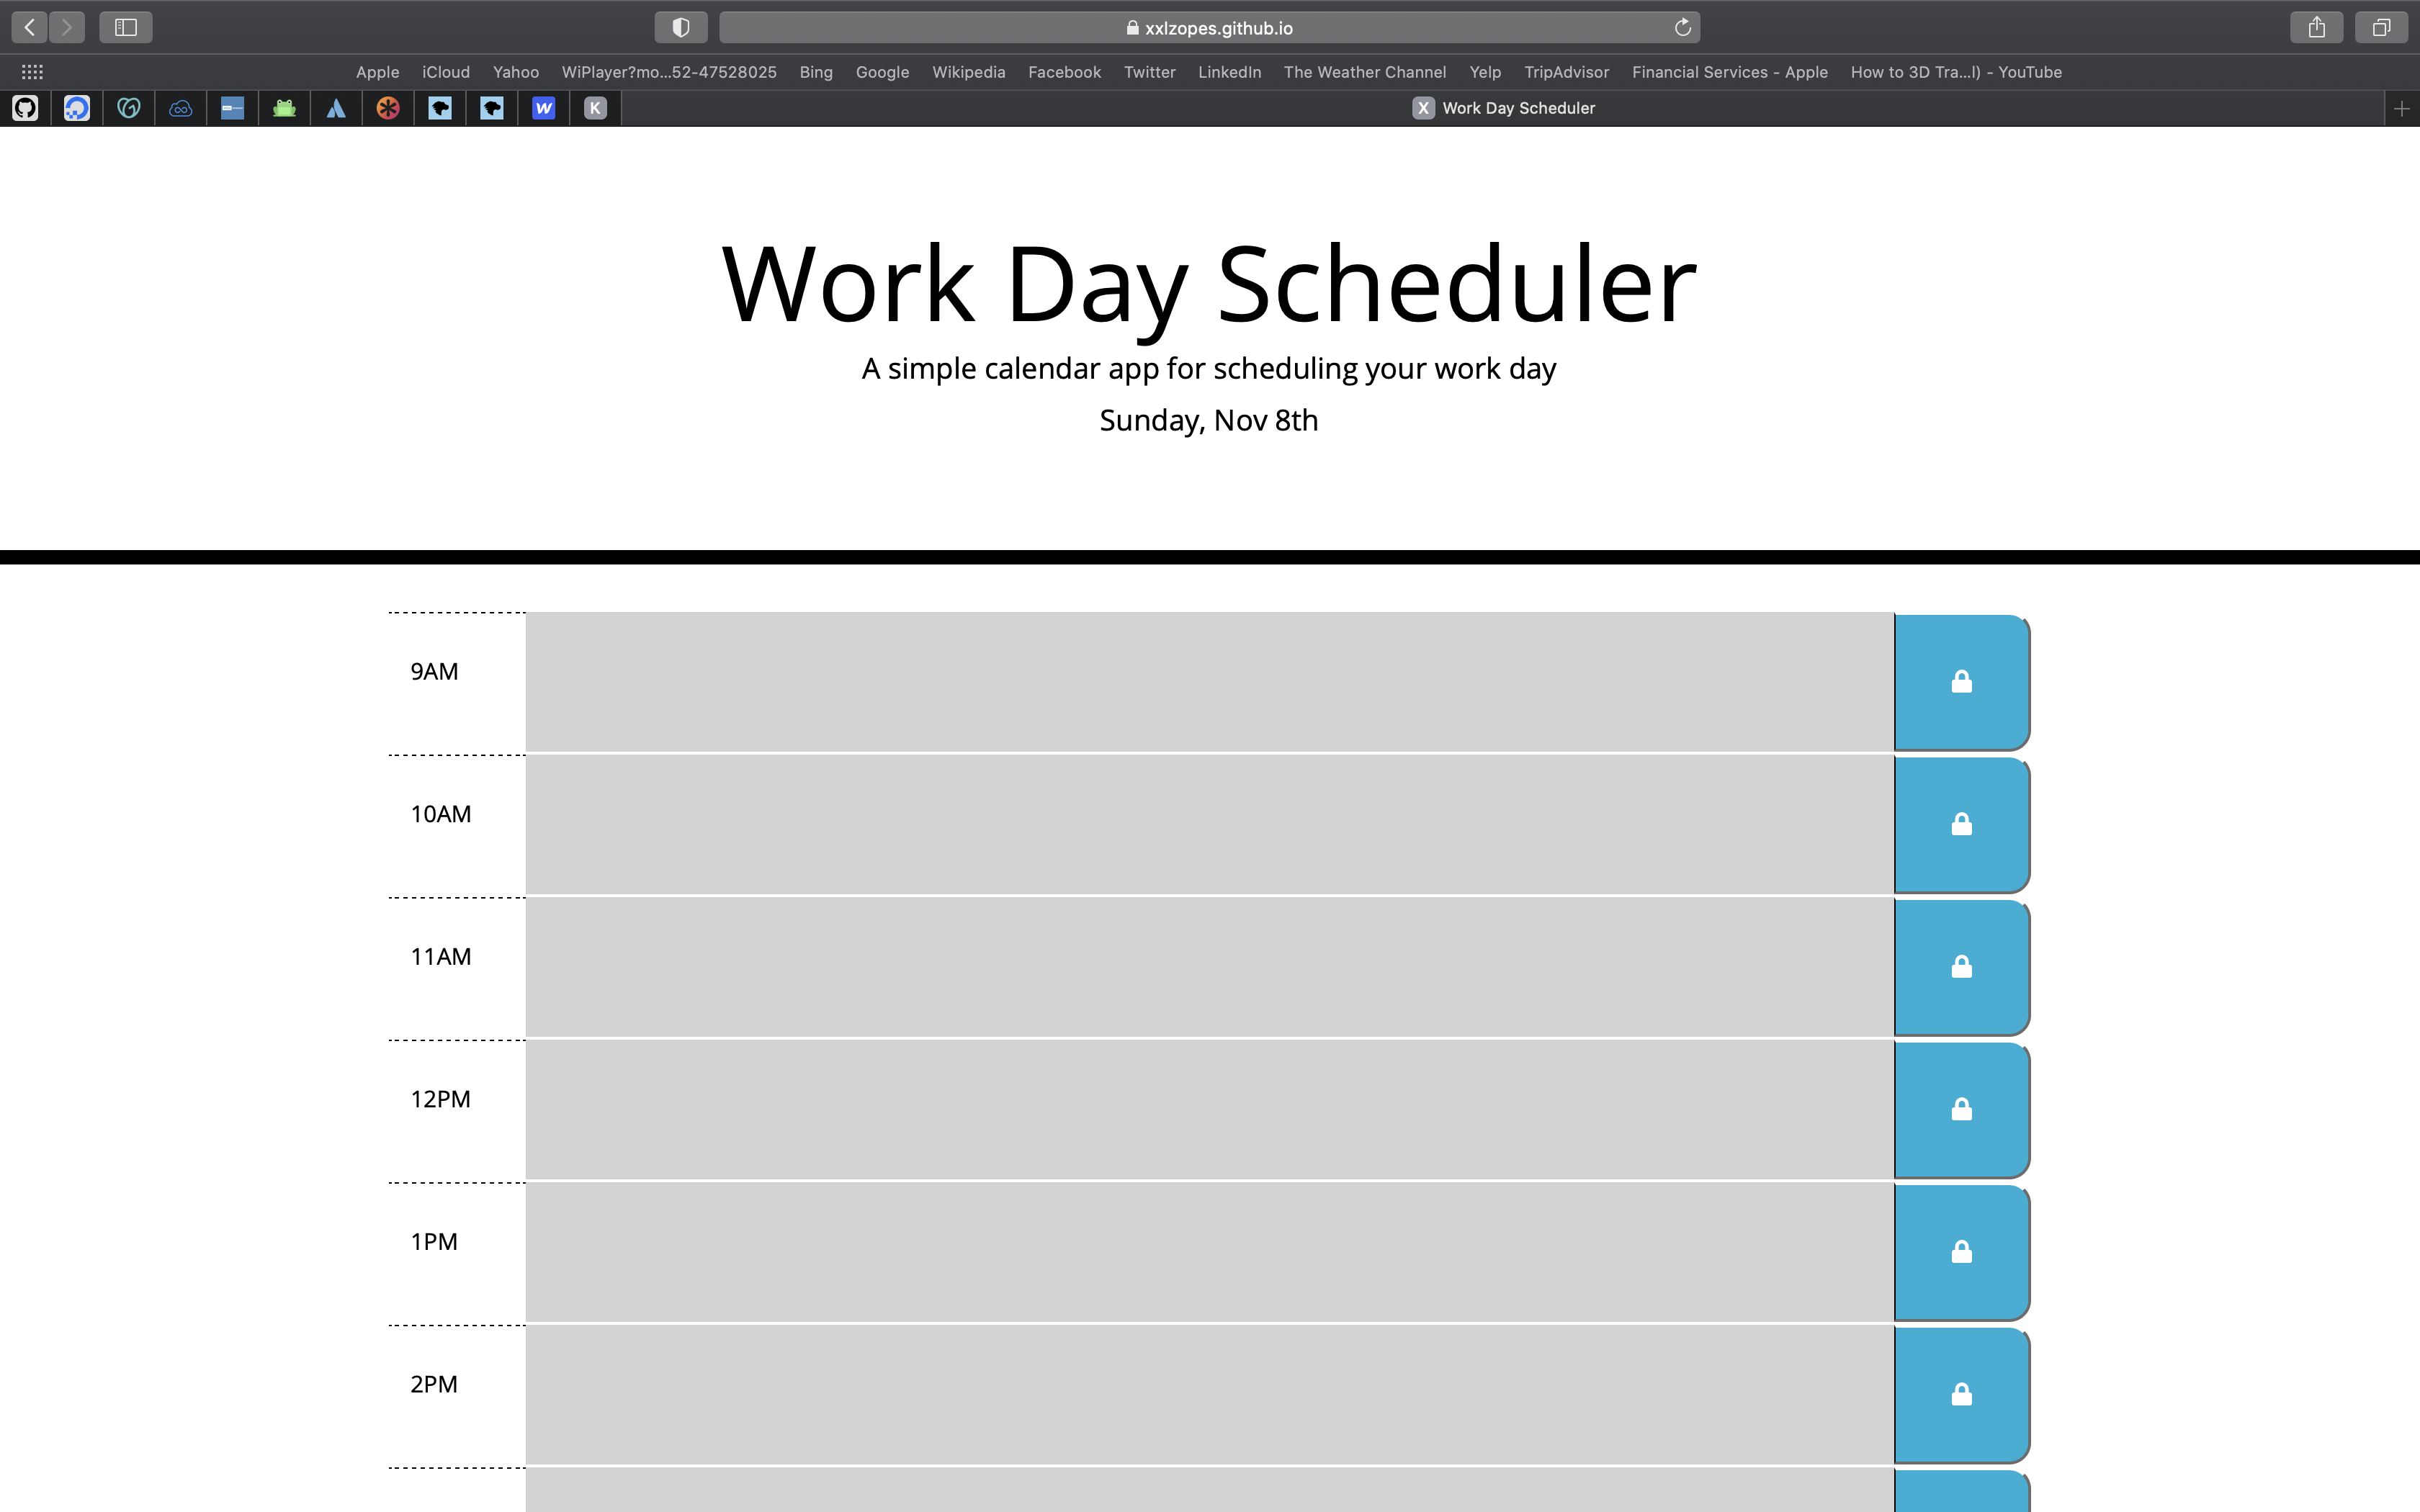 xxlzopes.github.io
Apple iCloud Yahoo WiPlayer?mo...52-47528025 Bing Google Wikipedia Facebook Twitter LinkedIn The Weather Channel Yelp TripAdvisor Financial Services - Apple How to 3D Tra...l) - YouTube
W K X Work Day Scheduler
Work Day Scheduler
A simple calendar app for scheduling your work day
Sunday, Nov 8th
9AM
10AM
11AM
12PM
1PM
2PM